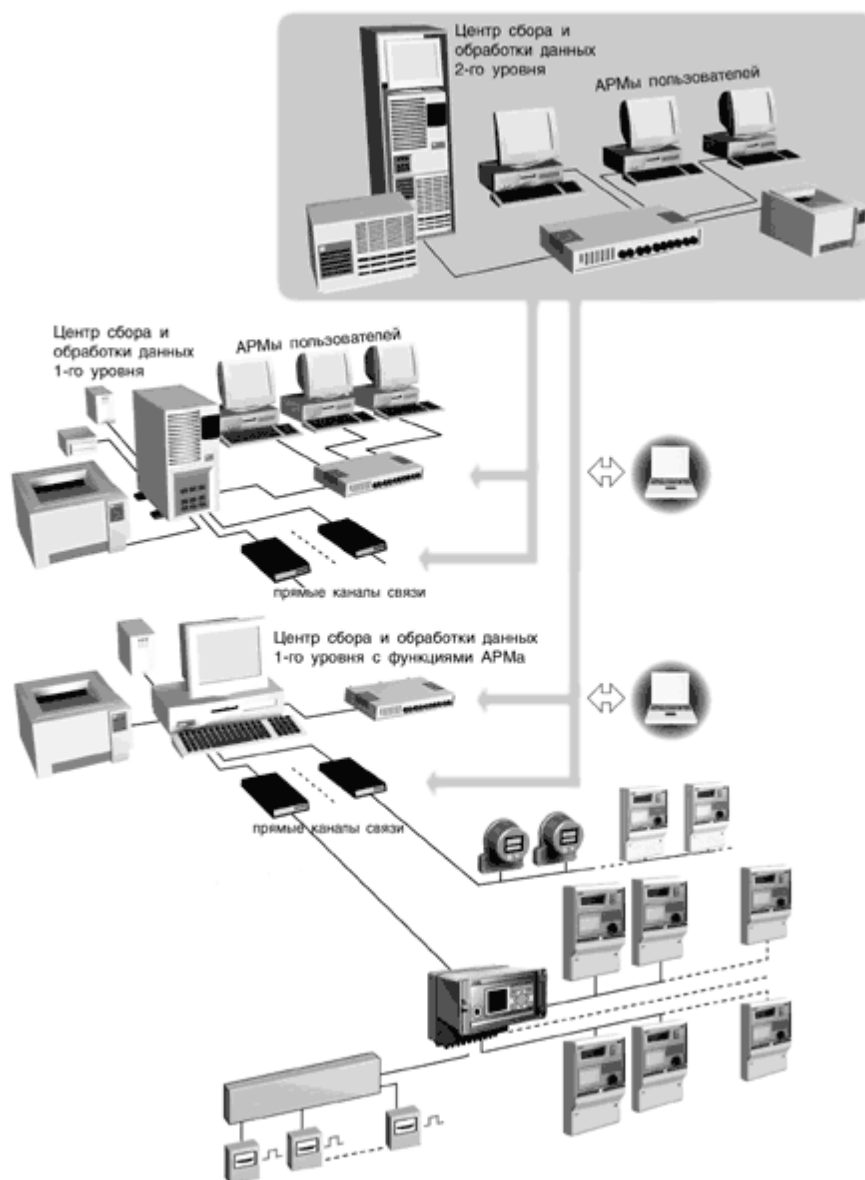 Центр сбора и
обработки данных
2-го уровня
АРМы пользователей
Центр сбора и
обработки данных
1-го уровня
АРМы пользователей
прямые каналы связи
Центр сбора и обработки данных
1-го уровня с функциями АРМа
прямые каналы связи